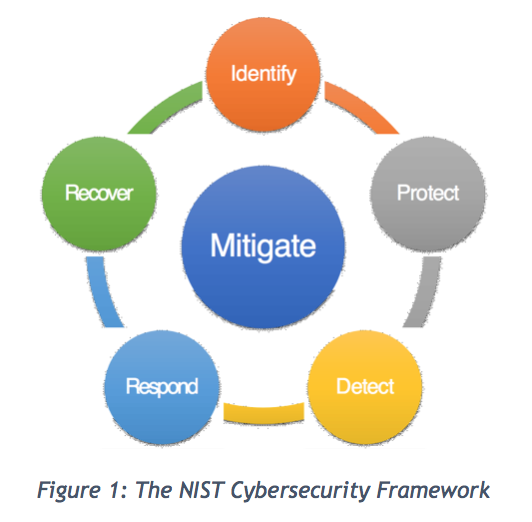 Identify
Recover
Protect
Mitigate
Respond
Detect
Figure 1: The NIST Cybersecurity Framework